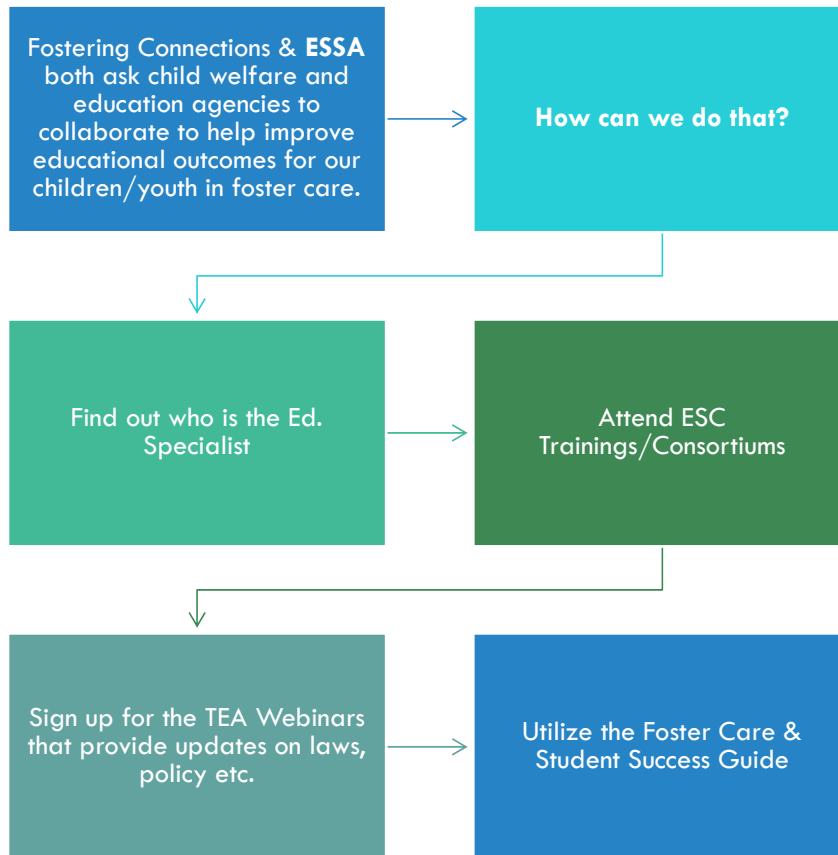 Fostering Connections & ESSA
both ask child welfare and
education agencies to
collaborate to help improve
educational outcomes for our
children/youth in foster care.
How can we do that?
Find out who is the Ed.
Specialist
Attend ESC
Trainings/Consortiums
Sign up for the TEA Webinars
that provide updates on laws,
policy etc.
Utilize the Foster Care &
Student Success Guide